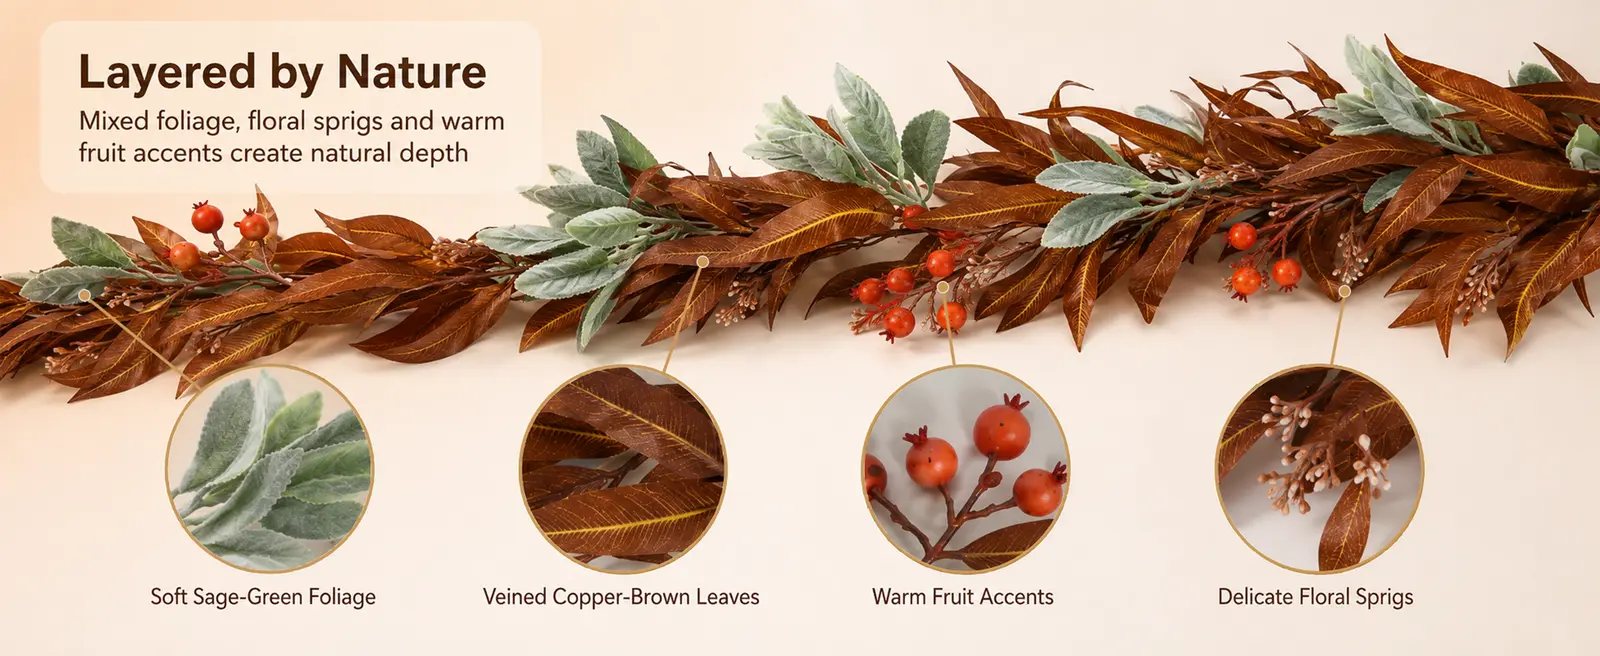 Layered by Nature
Mixed foliage, floral sprigs and warm
fruit accents create natural depth
Soft Sage-Green Foliage
Veined Copper-Brown Leaves
Warm Fruit Accents
Delicate Floral Sprigs